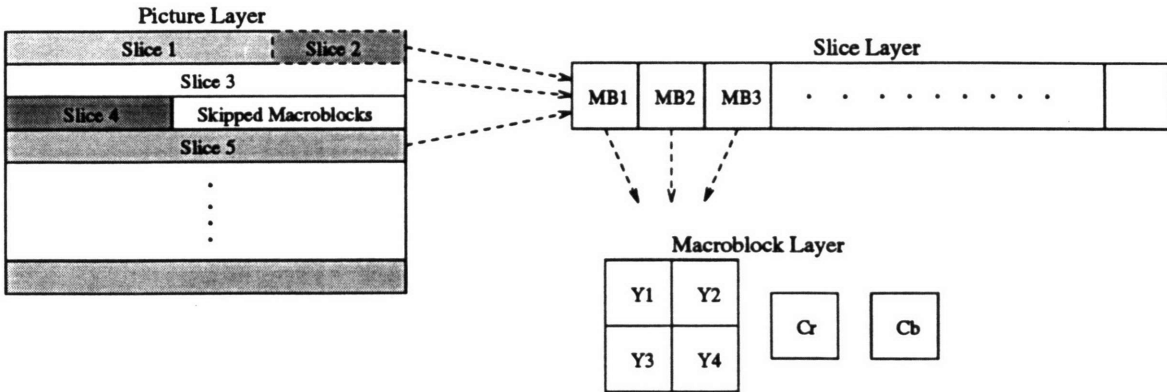 Picture Layer
Slice 1
Slice 2
Slice 3
Slice 4
Skipped Macroblocks
Slice 5
Slice Layer
MB1
MB2
MB3
Macroblock Layer
Y1
Y2
Y3
Y4
Cr
Cb